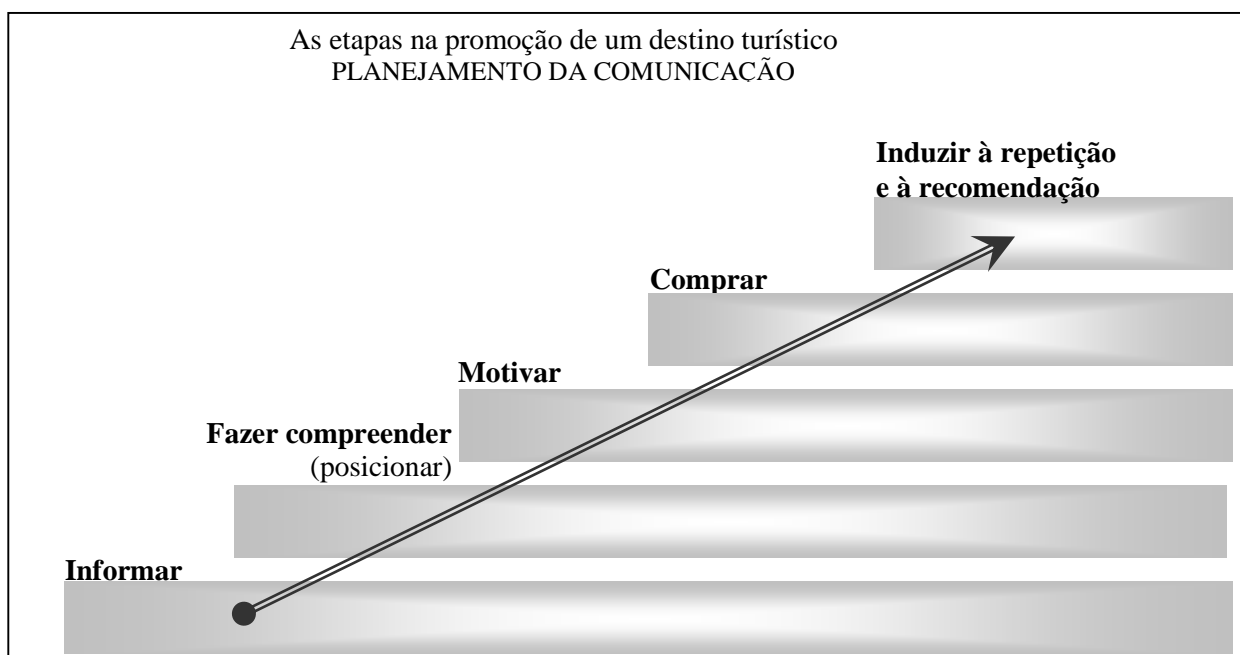 As etapas na promoção de um destino turístico
PLANEJAMENTO DA COMUNICAÇÃO
Induzir à repetição
e à recomendação
Comprar
Motivar
Fazer compreender
(posicionar)
Informar